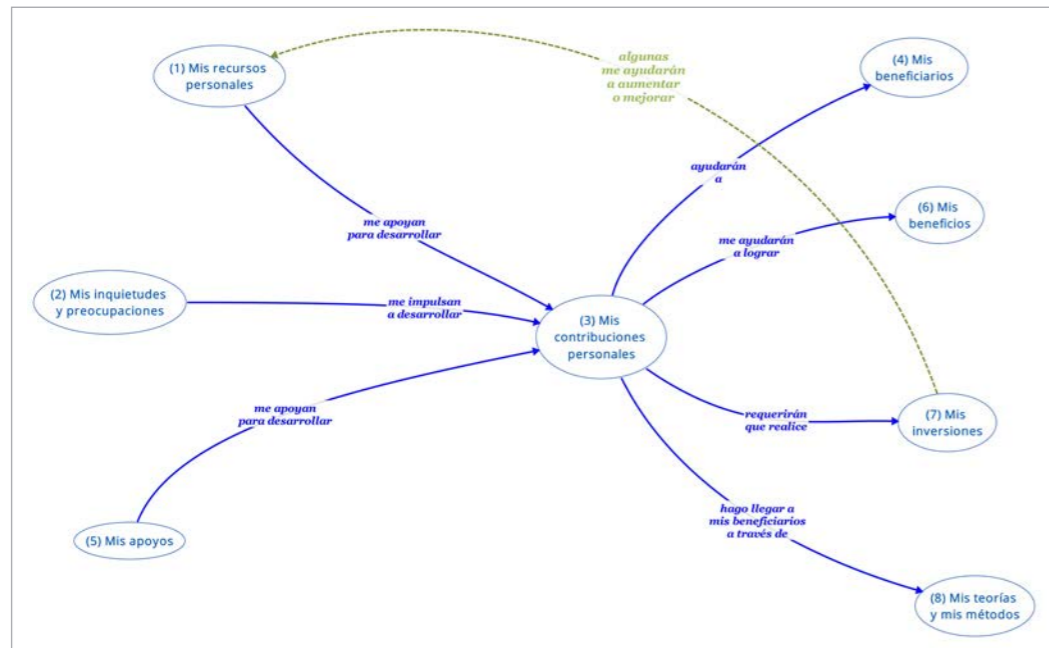 (1) Mis recursos
personales
algunas
me ayudarán
a aumentar
o mejorar
(4) Mis
beneficiarios
ayudarán
a
me apoyan
para desarrollar
(6) Mis
beneficios
me ayudarán
a lograr
(2) Mis inquietudes
y preocupaciones
me impulsan
a desarrollar
(3) Mis
contribuciones
personales
me apoyan
para desarrollar
requerirán
que realice
(7) Mis
inversiones
hago llegar a
mis beneficiarios
a través de
(5) Mis apoyos
(8) Mis teorías
y mis métodos